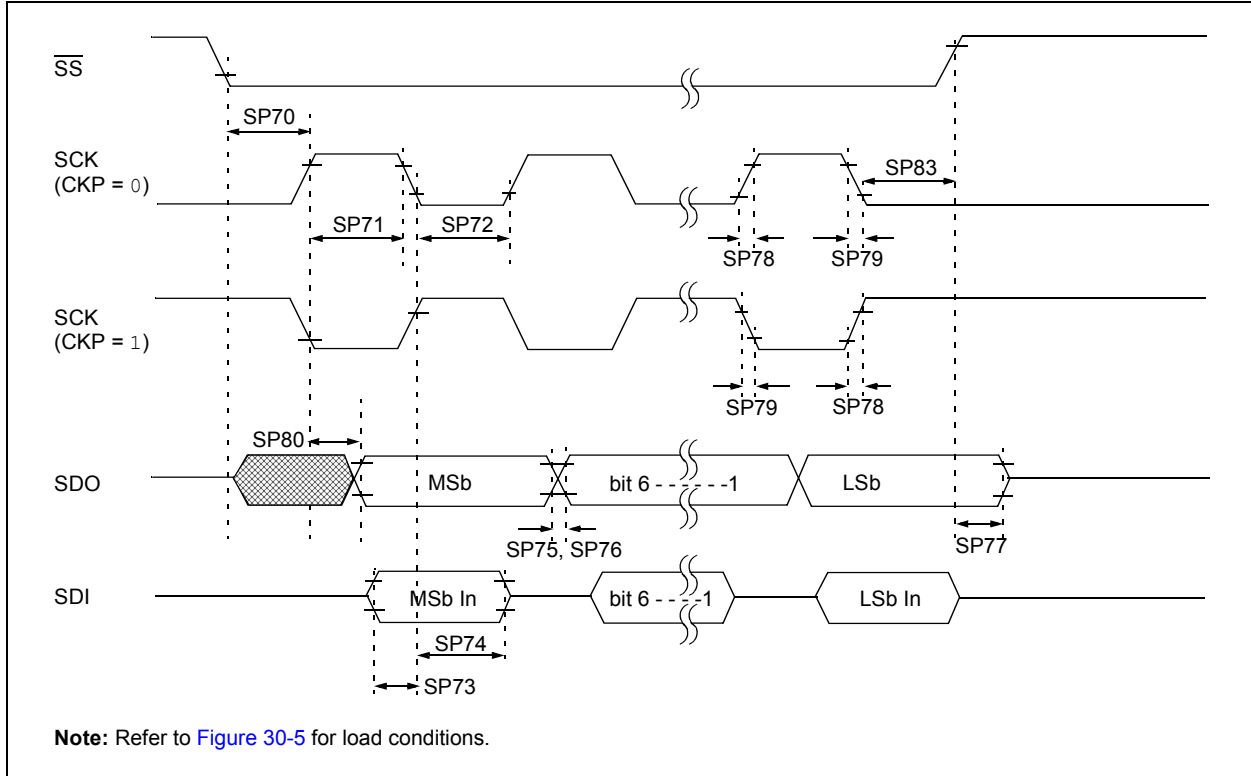 SS
SP70
SCK
(CKP = 0)
SP83
SP71
SP72
SP78
SP79
SCK
(CKP = 1)
SP79
SP78
SP80
SDO
MSb
bit 6 - - - - - -1
LSb
SP75, SP76
SP77
SDI
MSb In
bit 6 - - - -1
LSb In
SP74
SP73
Note: Refer to Figure 30-5 for load conditions.